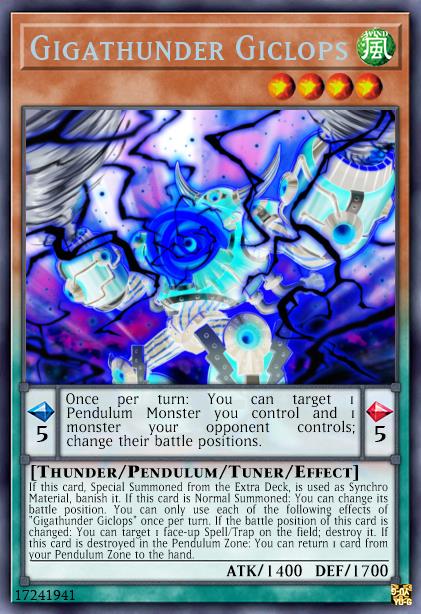 Gigathunder Giclops
WIND
風
Once per turn: You can target 1
Pendulum Monster you control and 1
monster your opponent controls;
change their battle positions.
5
5
[Thunder/Pendulum/Tuner/Effect]
If this card, Special Summoned from the Extra Deck, is used as Synchro
Material, banish it. If this card is Normal Summoned: You can change its
battle position. You can only use each of the following effects of
"Gigathunder Giclops" once per turn. If the battle position of this card is
changed: You can target 1 face-up Spell/Trap on the field; destroy it. If
this card is destroyed in the Pendulum Zone: You can return 1 card from
your Pendulum Zone to the hand.
ATK/1400 DEF/1700
17241941